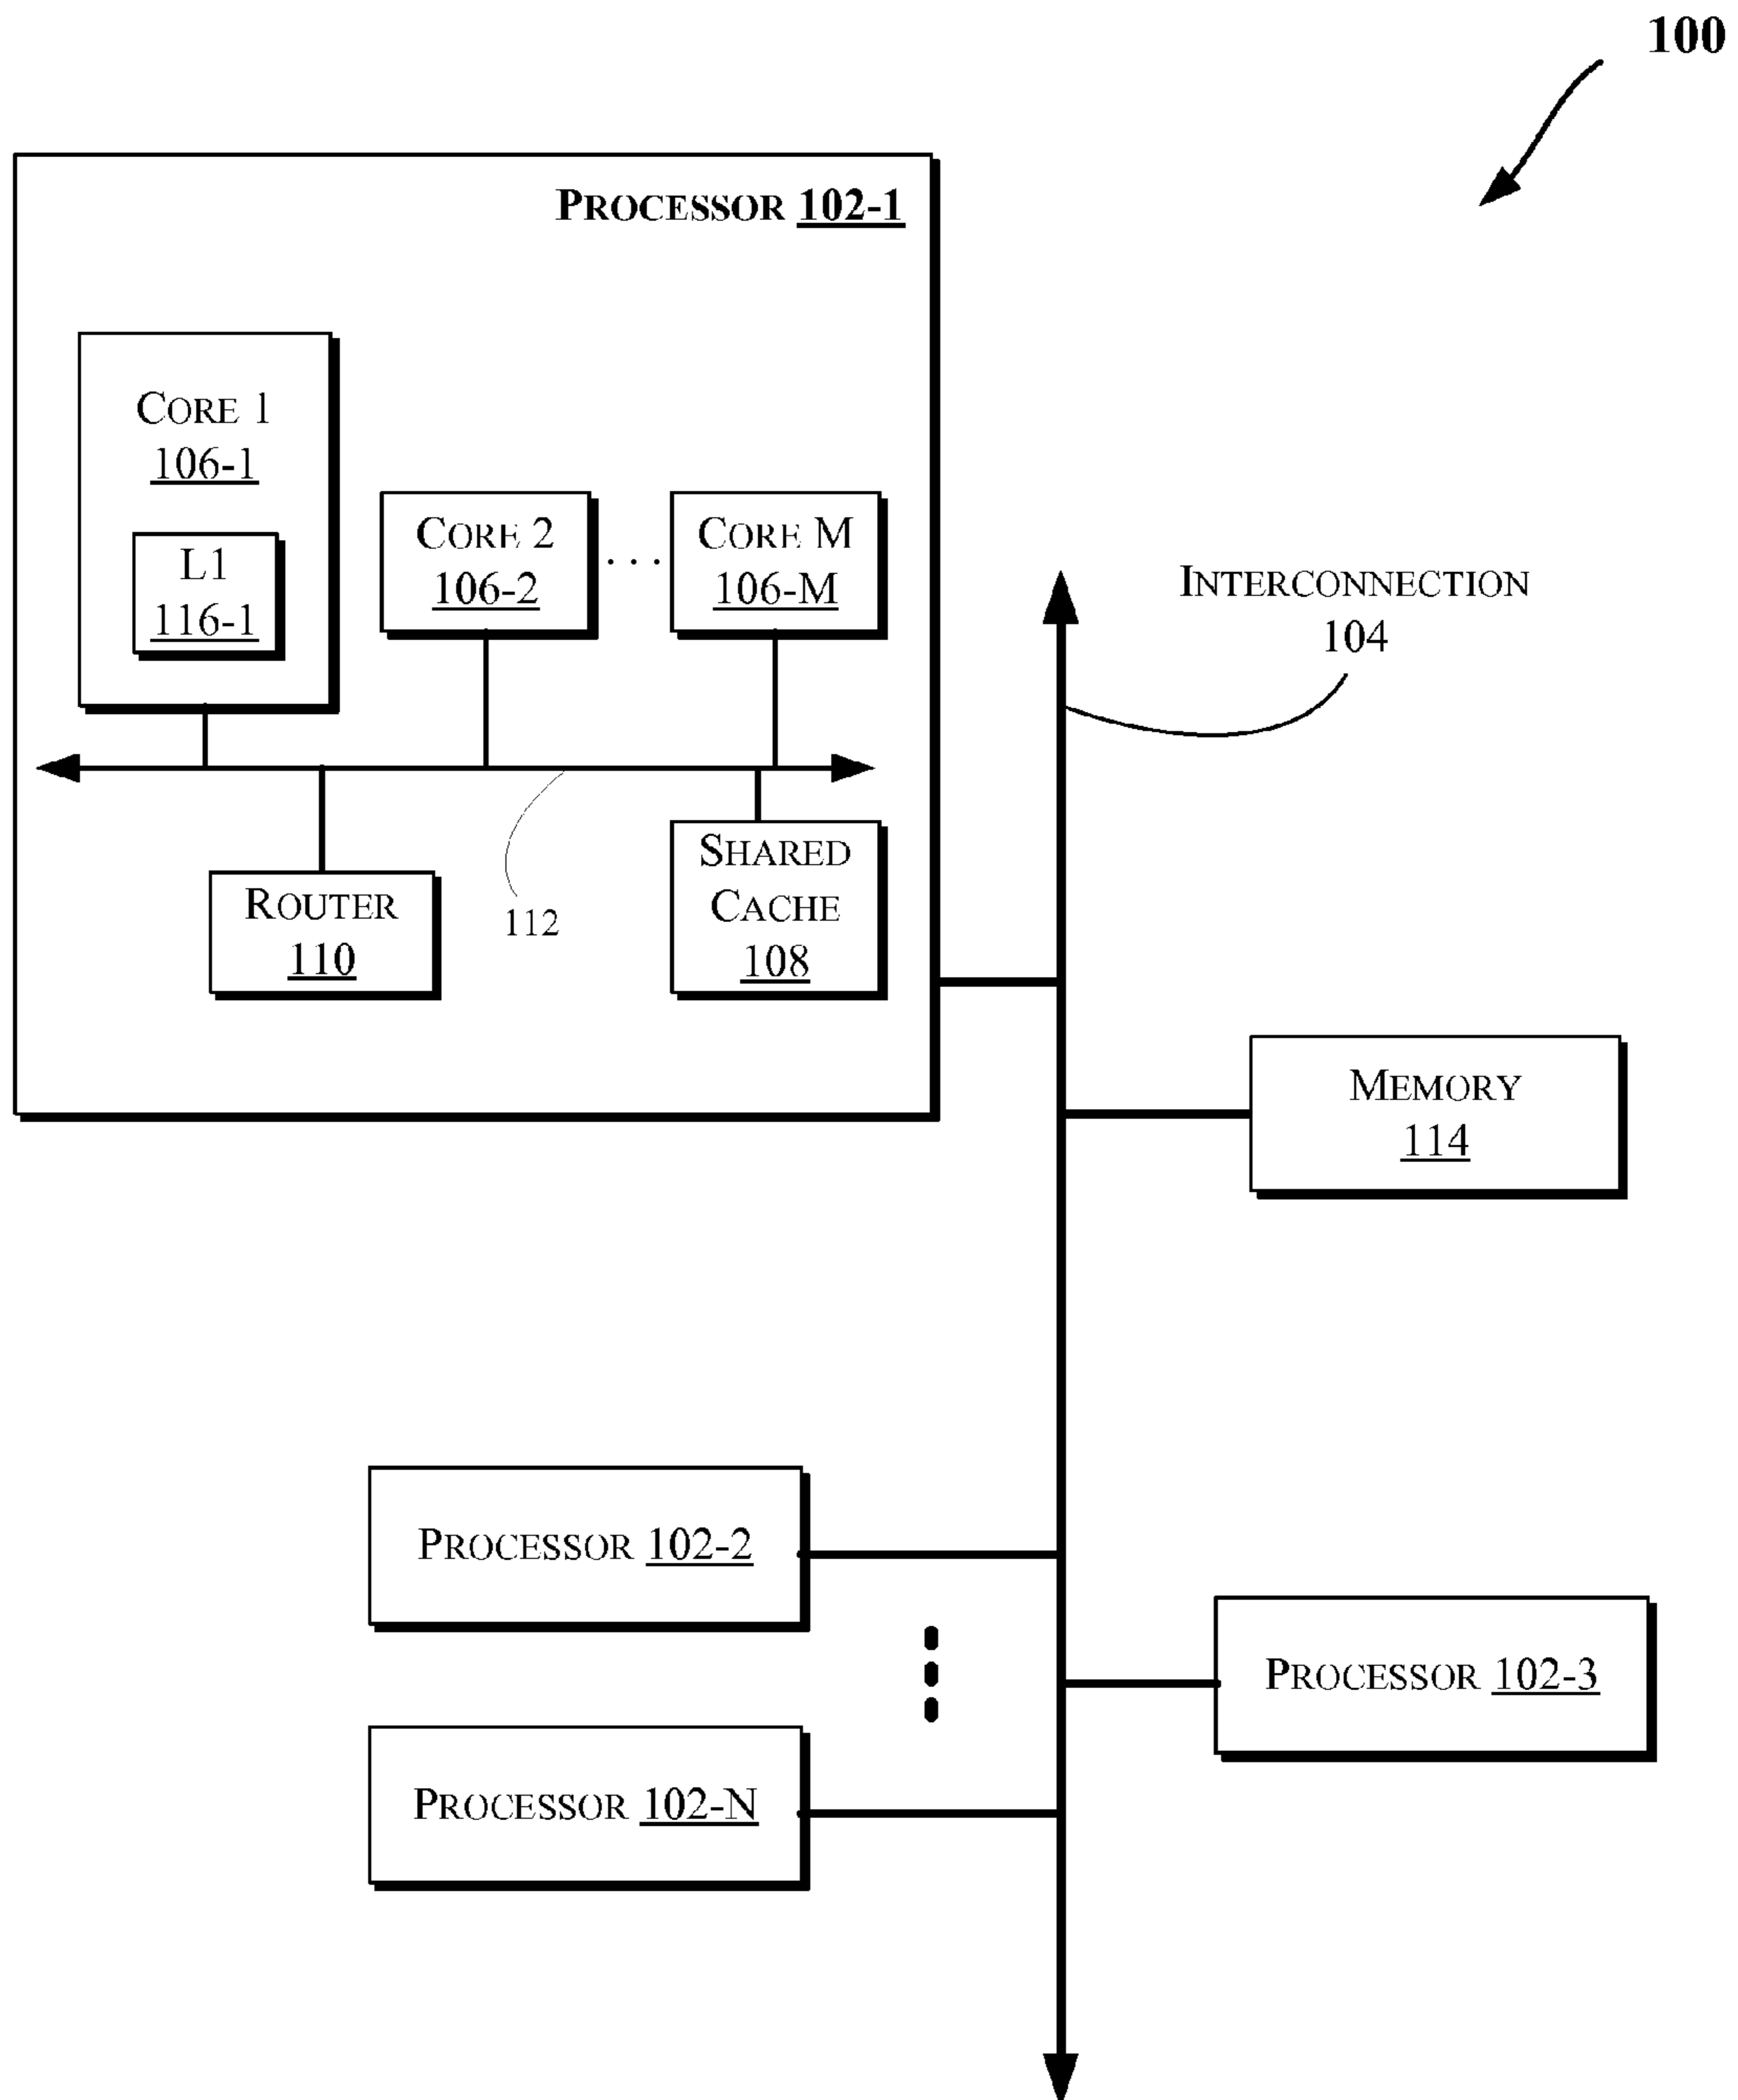 100
PROCESSOR 102-1
CORE 1
106-1
L1
116-1
CORE 2
106-2
. . .
CORE M
106-M
INTERCONNECTION
104
ROUTER
110
112
SHARED
CACHE
108
MEMORY
114
PROCESSOR 102-2
PROCESSOR 102-3
PROCESSOR 102-N